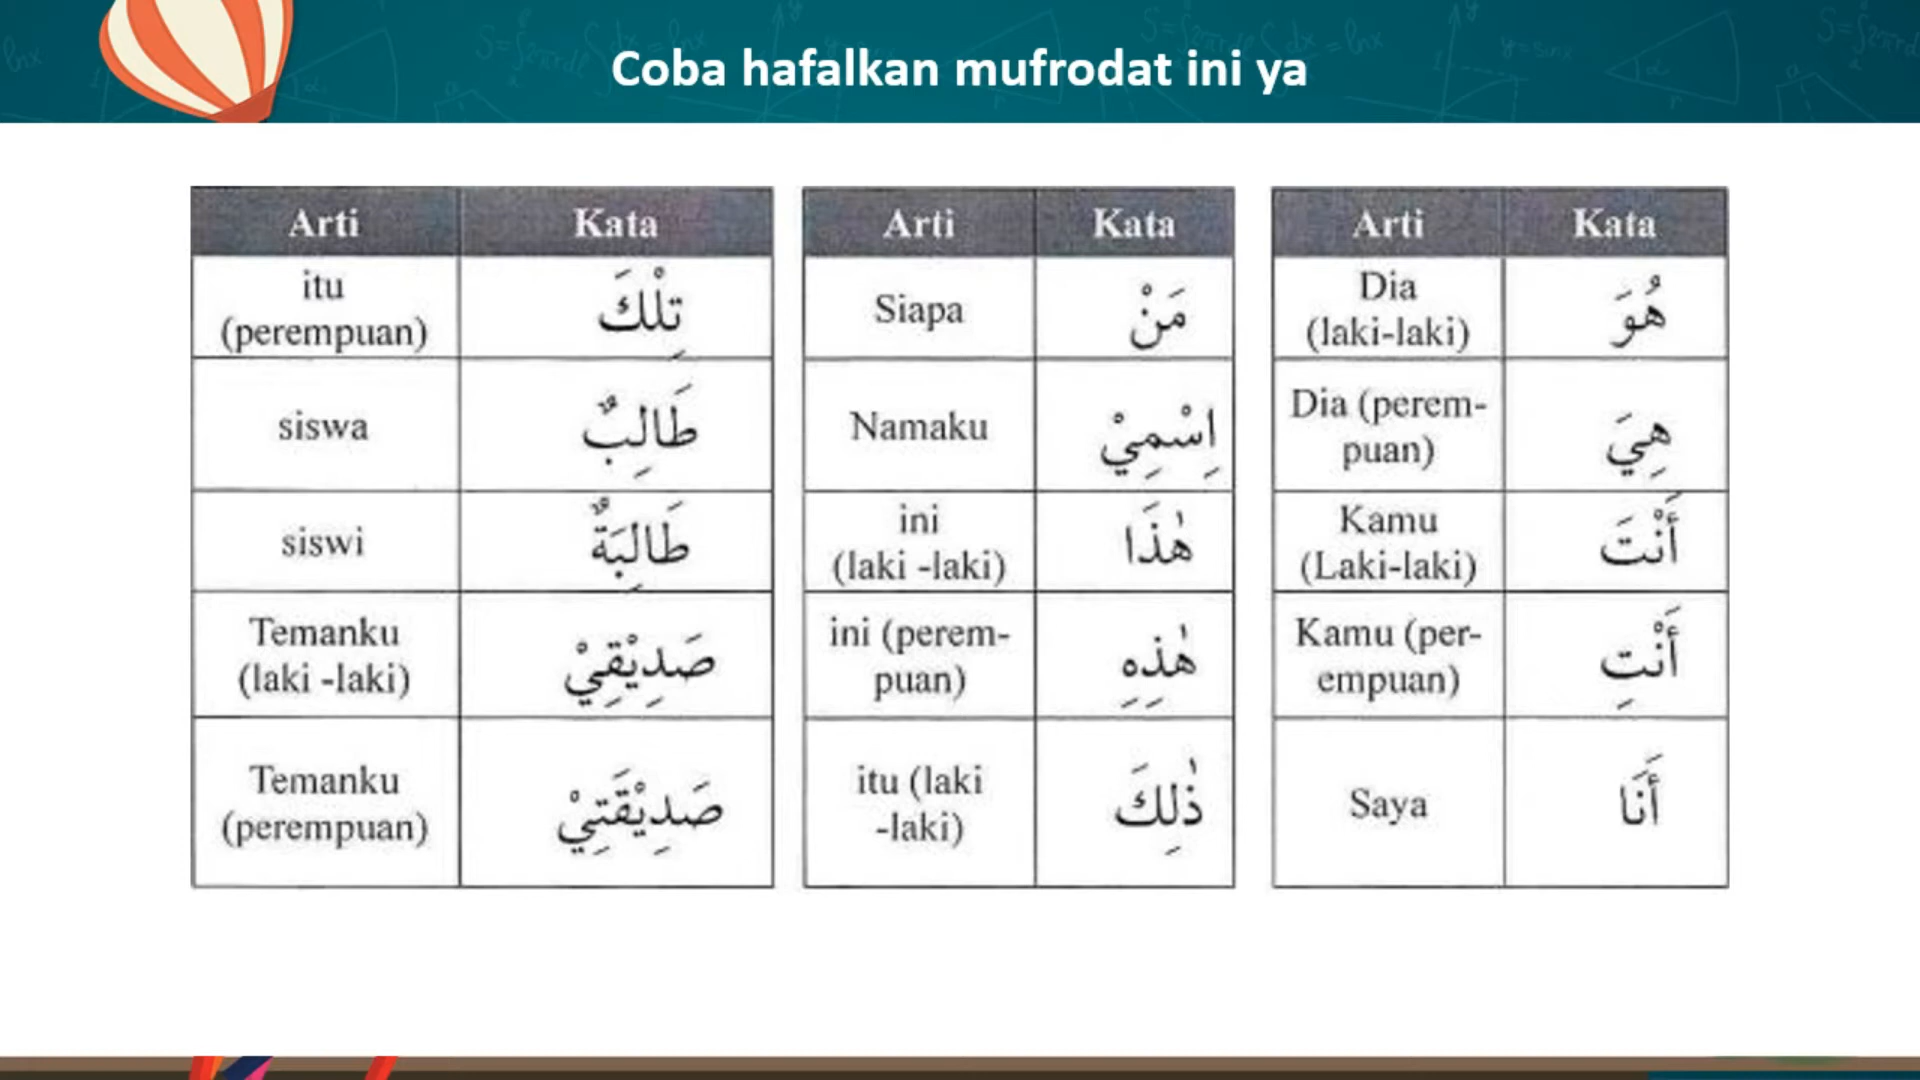 Coba hafalkan mufrodat ini ya
Arti Kata
itu
(perempuan)
تِلْكَ
siswa
طَالِبٌ
siswi
طَالِبَةٌ
Temanku
(laki -laki)
صَدِيْقِيْ
Temanku
(perempuan)
صَدِيْقَتِيْ
Arti Kata
Siapa
مَنْ
Namaku
اِسْمِيْ
ini
(laki -laki)
هٰذَا
ini (perem-
puan)
هٰذِهِ
itu (laki
-laki)
ذٰلِكَ
Arti Kata
Dia
(laki-laki)
هُوَ
Dia (perem-
puan)
هِيَ
Kamu
(Laki-laki)
أَنْتَ
Kamu (per-
empuan)
أَنْتِ
Saya
أَنَا